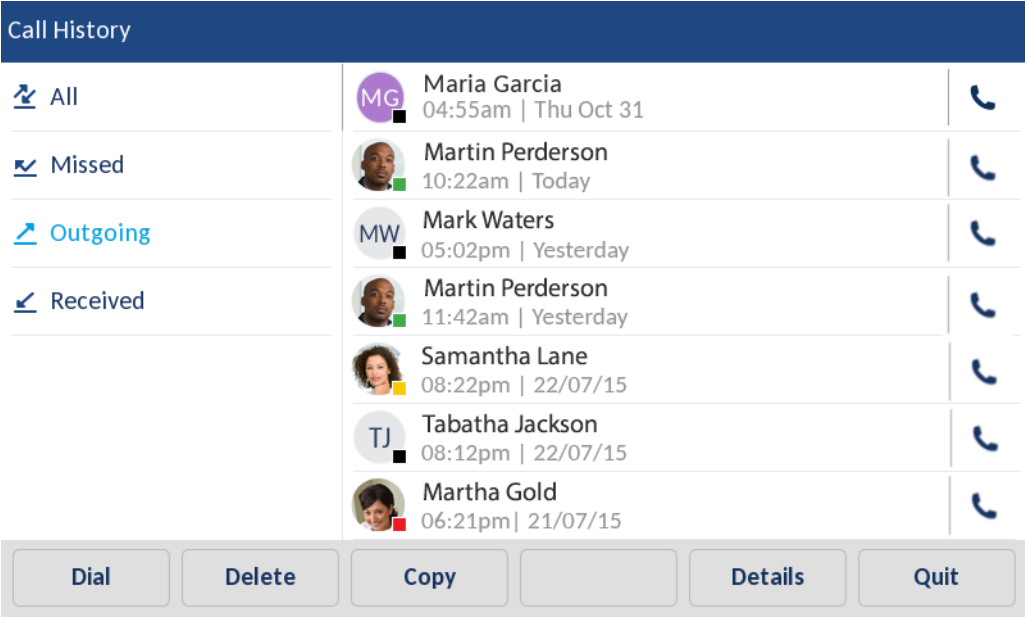 Call History
All
Missed
Outgoing
Received
MG
Maria Garcia
04:55am | Thu Oct 31
Martin Perderson
10:22am | Today
MW
Mark Waters
05:02pm | Yesterday
Martin Perderson
11:42am | Yesterday
Samantha Lane
08:22pm | 22/07/15
TJ
Tabatha Jackson
08:12pm | 22/07/15
Martha Gold
06:21pm| 21/07/15
Dial
Delete
Copy
Details
Quit